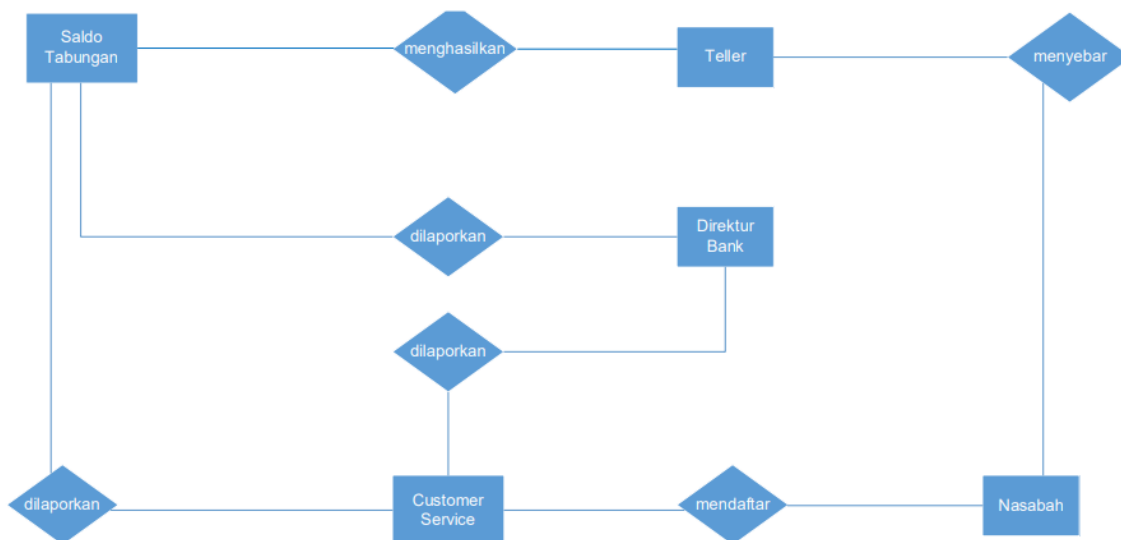 Saldo
Tabungan
menghasilkan
Teller
menyebar
dilaporkan
Direktur
Bank
dilaporkan
dilaporkan
Customer
Service
mendaftar
Nasabah